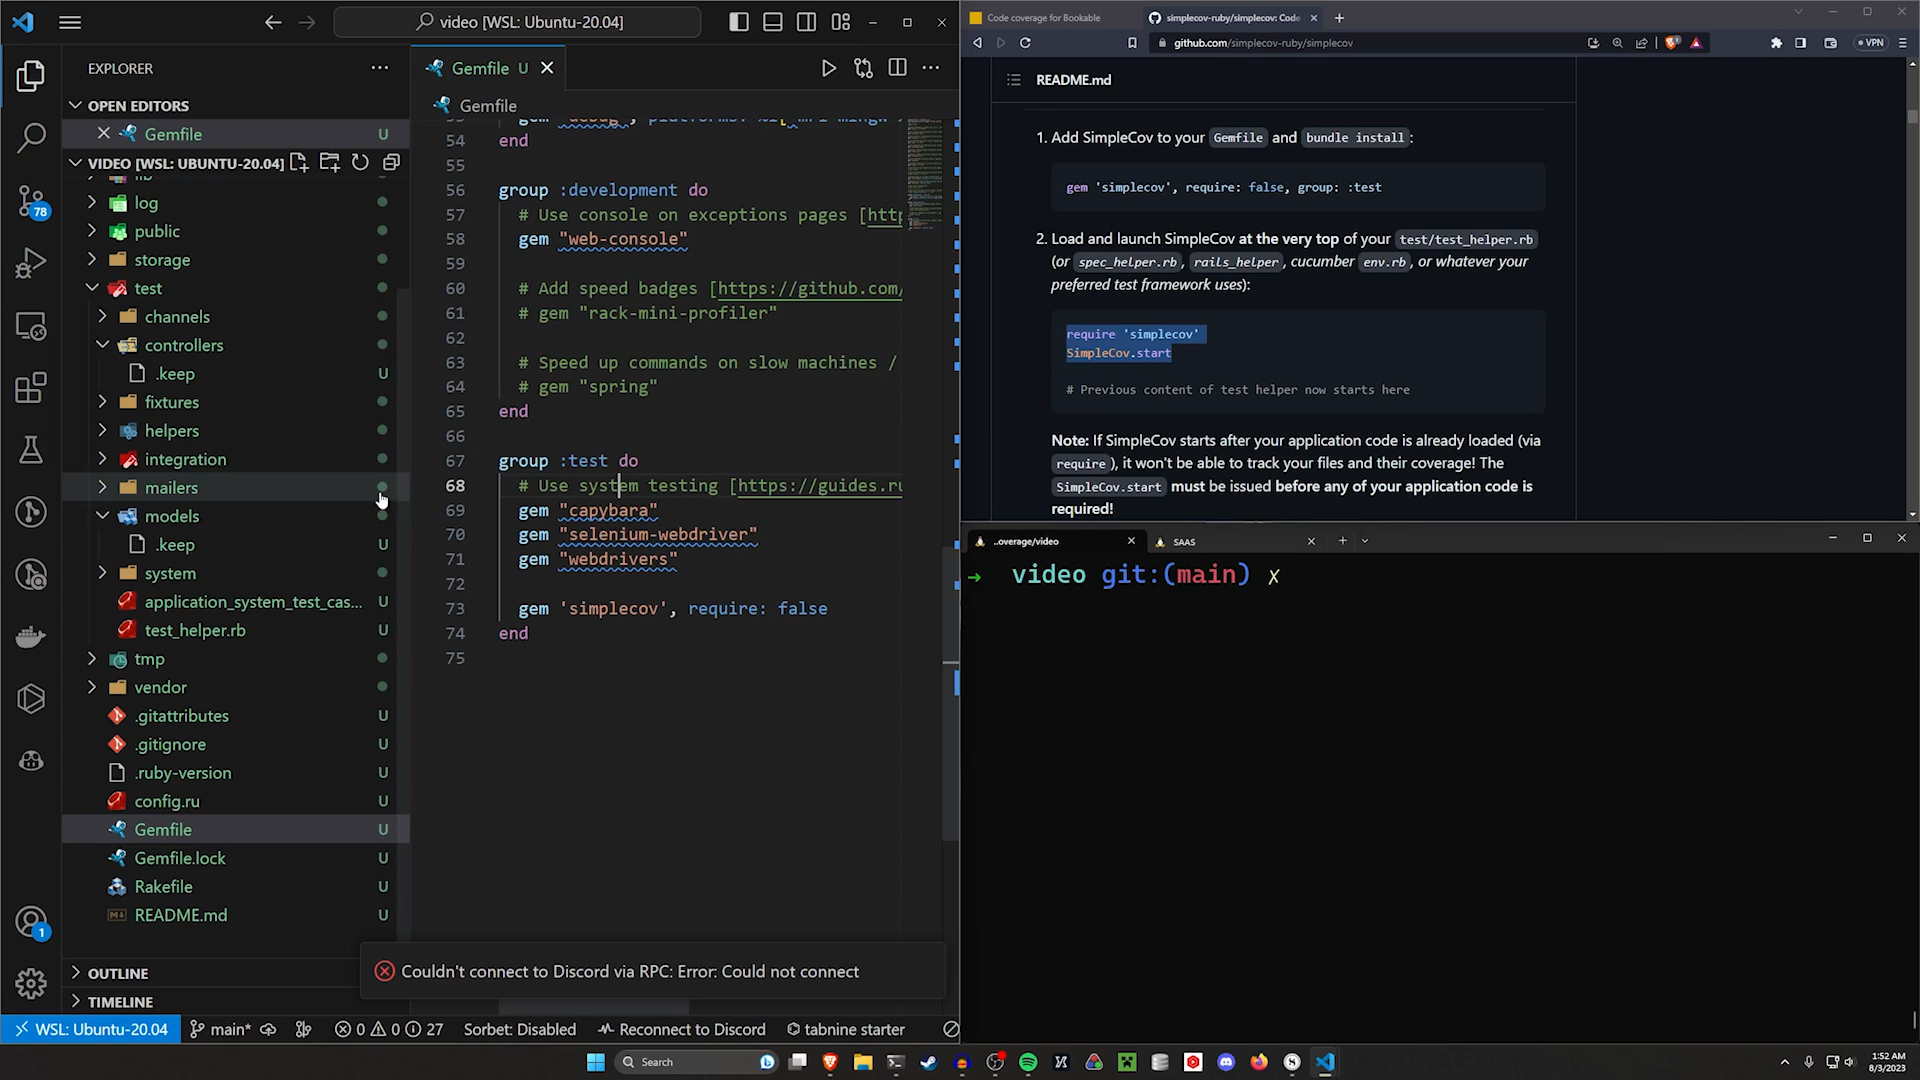 video [WSL: Ubuntu-20.04]
EXPLORER
OPEN EDITORS
Gemfile U
VIDEO [WSL: UBUNTU-20.04]
log
public
storage
test
channels
controllers
.keep U
fixtures
helpers
integration
mailers
models
.keep U
system
application_system_test_cas... U
test_helper.rb U
tmp
vendor
.gitattributes U
.gitignore U
.ruby-version U
config.ru U
Gemfile U
Gemfile.lock U
Rakefile U
README.md U
OUTLINE
TIMELINE
78
1
Gemfile U
Gemfile
54 end
55
56 group :development do
57 # Use console on exceptions pages [http
58 gem "web-console"
59
60 # Add speed badges [https://github.com/
61 # gem "rack-mini-profiler"
62
63 # Speed up commands on slow machines /
64 # gem "spring"
65 end
66
67 group :test do
68 # Use system testing [https://guides.ru
69 gem "capybara"
70 gem "selenium-webdriver"
71 gem "webdrivers"
72
73 gem 'simplecov', require: false
74 end
75
Couldn't connect to Discord via RPC: Error: Could not connect
WSL: Ubuntu-20.04 main* 0 0 27 Sorbet: Disabled Reconnect to Discord tabnine starter
Code coverage for Bookable
simplecov-ruby/simplecov: Code
github.com/simplecov-ruby/simplecov
VPN
README.md
1. Add SimpleCov to your Gemfile and bundle install:
gem 'simplecov', require: false, group: :test
2. Load and launch SimpleCov at the very top of your test/test_helper.rb
(or spec_helper.rb, rails_helper, cucumber env.rb, or whatever your
preferred test framework uses):
require 'simplecov'
SimpleCov.start
# Previous content of test helper now starts here
Note: If SimpleCov starts after your application code is already loaded (via
require), it won't be able to track your files and their coverage! The
SimpleCov.start must be issued before any of your application code is
required!
..overage/video
SAAS
→ video git:(main) ✗
Search
1:52 AM
8/3/2023